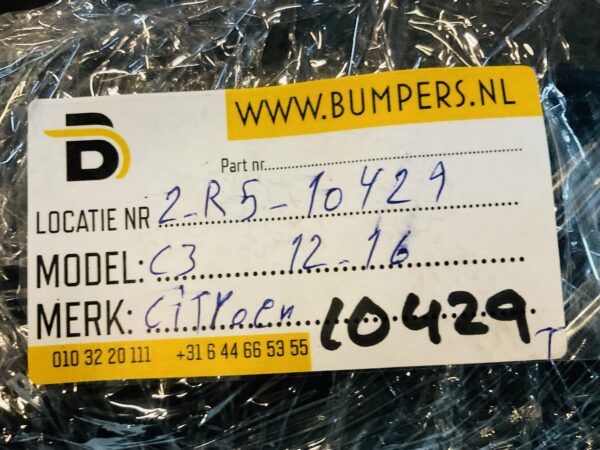 WWW.BUMPERS.NL
B
Part nr.
LOCATIE NR 2-R5-10429
MODEL: C3 12-16
MERK: CiTroen 10429
010 32 20 111 +31 6 44 66 53 55 T